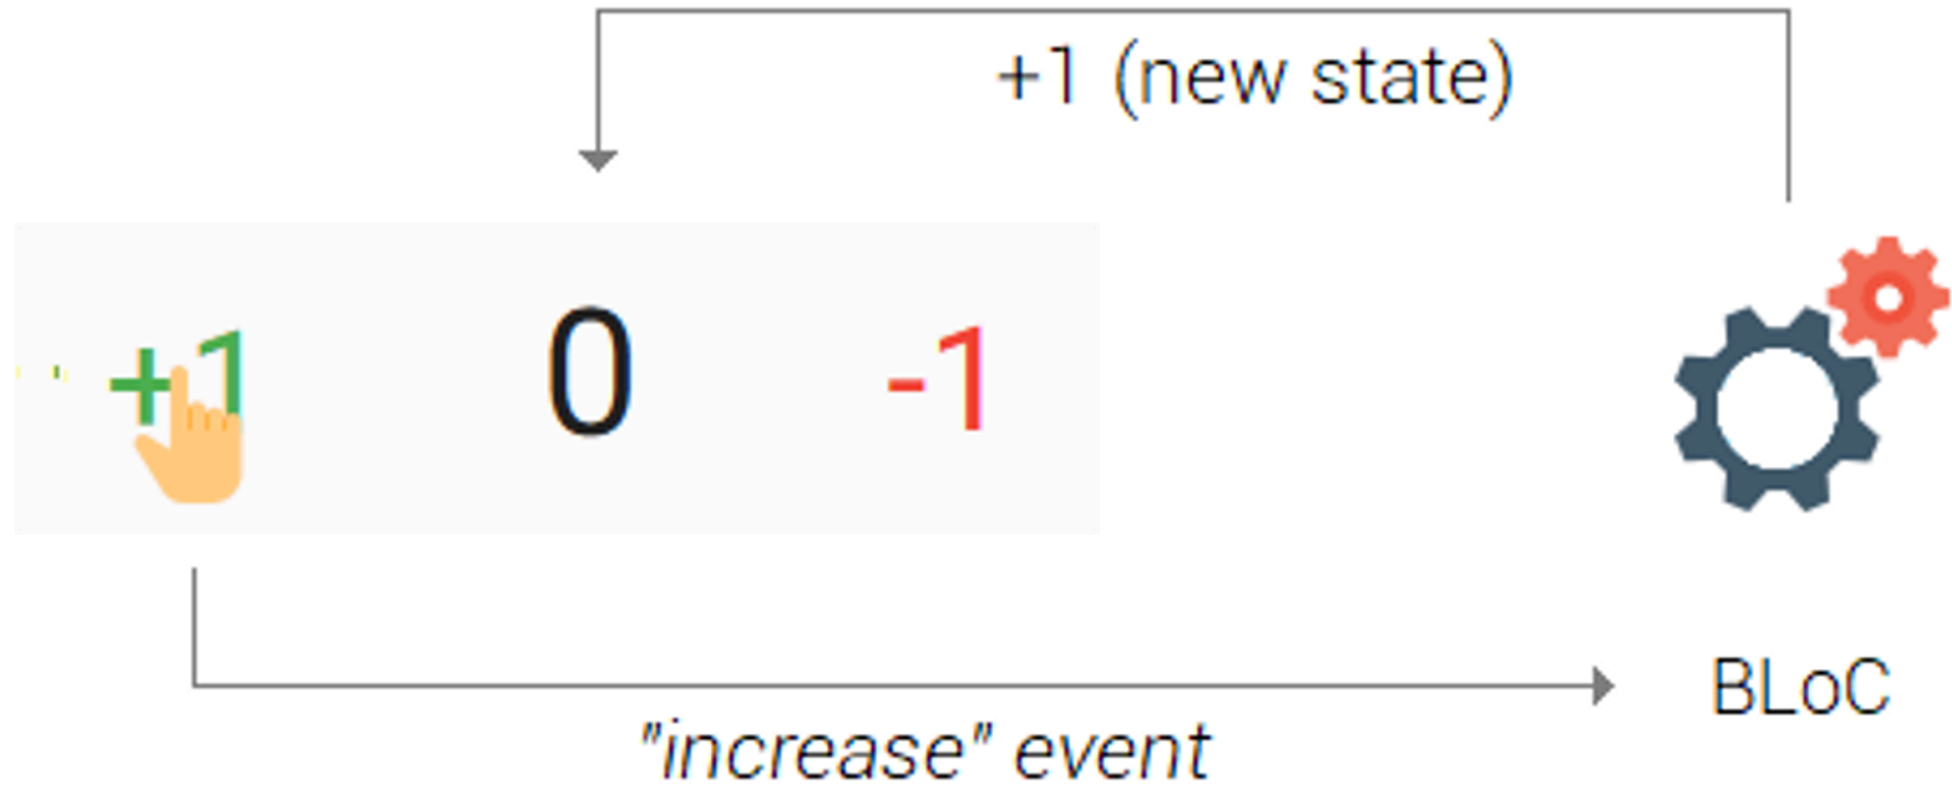 +1 (new state)
+1 0 -1
BLoC
"increase" event